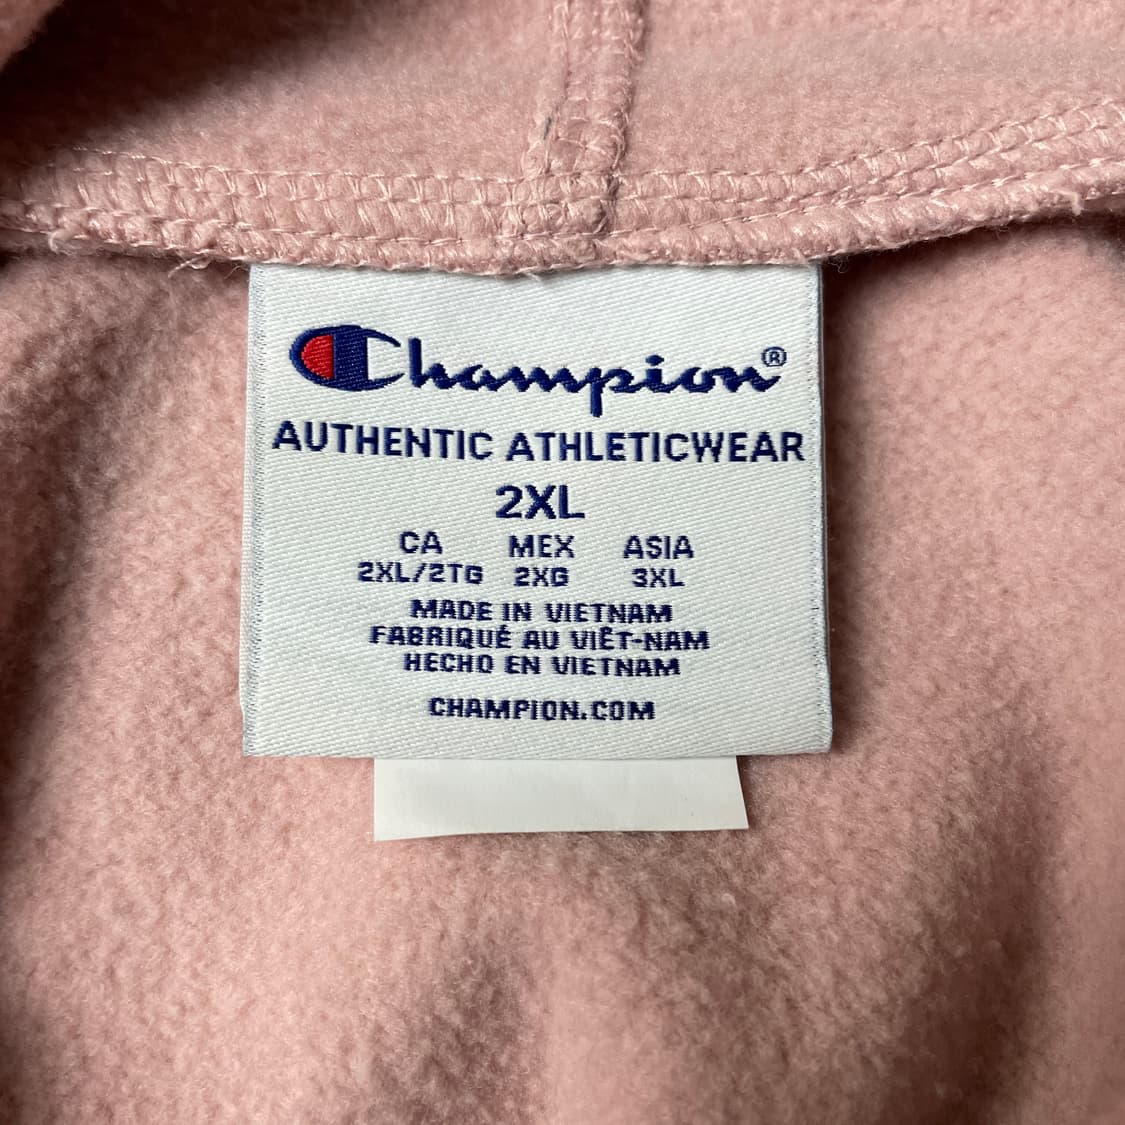 Champion®
AUTHENTIC ATHLETICWEAR
2XL
CA MEX ASIA
2XL/2TG 2XG 3XL
MADE IN VIETNAM
FABRIQUÉ AU VIÊT-NAM
HECHO EN VIETNAM
CHAMPION.COM